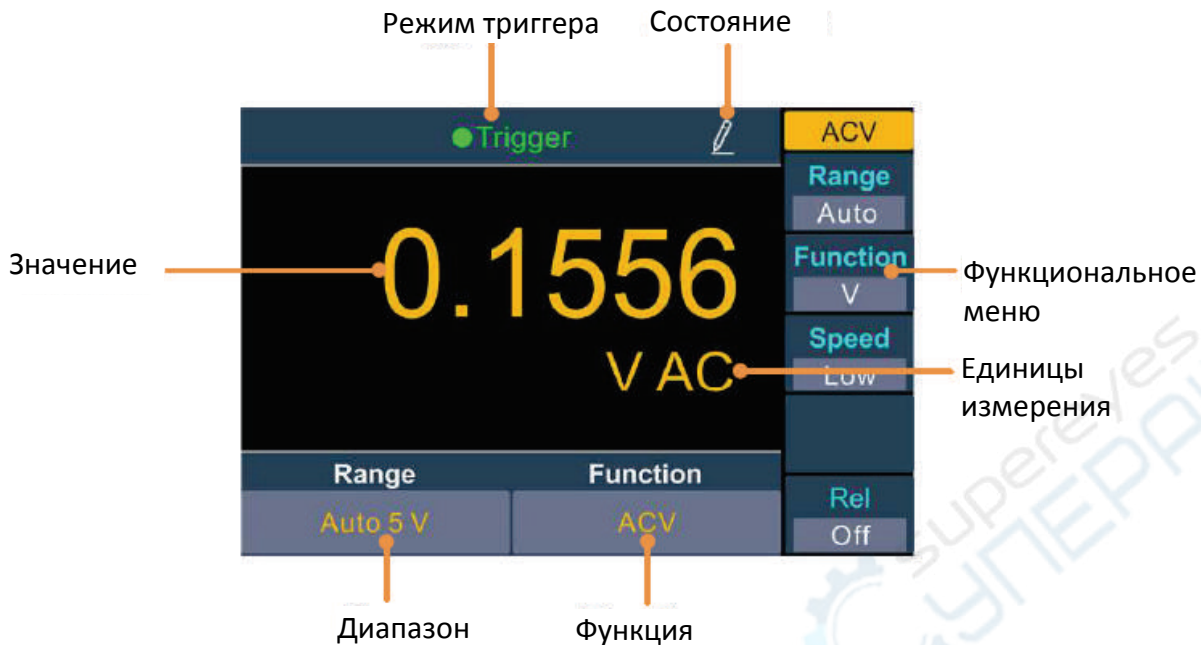 Режим триггера
Состояние
Trigger
ACV
Range
Auto
Значение
0.1556
Function
V
Функциональное
меню
V AC
Speed
Low
Единицы
измерения
Range
Function
Auto 5 V
ACV
Rel
Off
Диапазон
Функция
supereyes